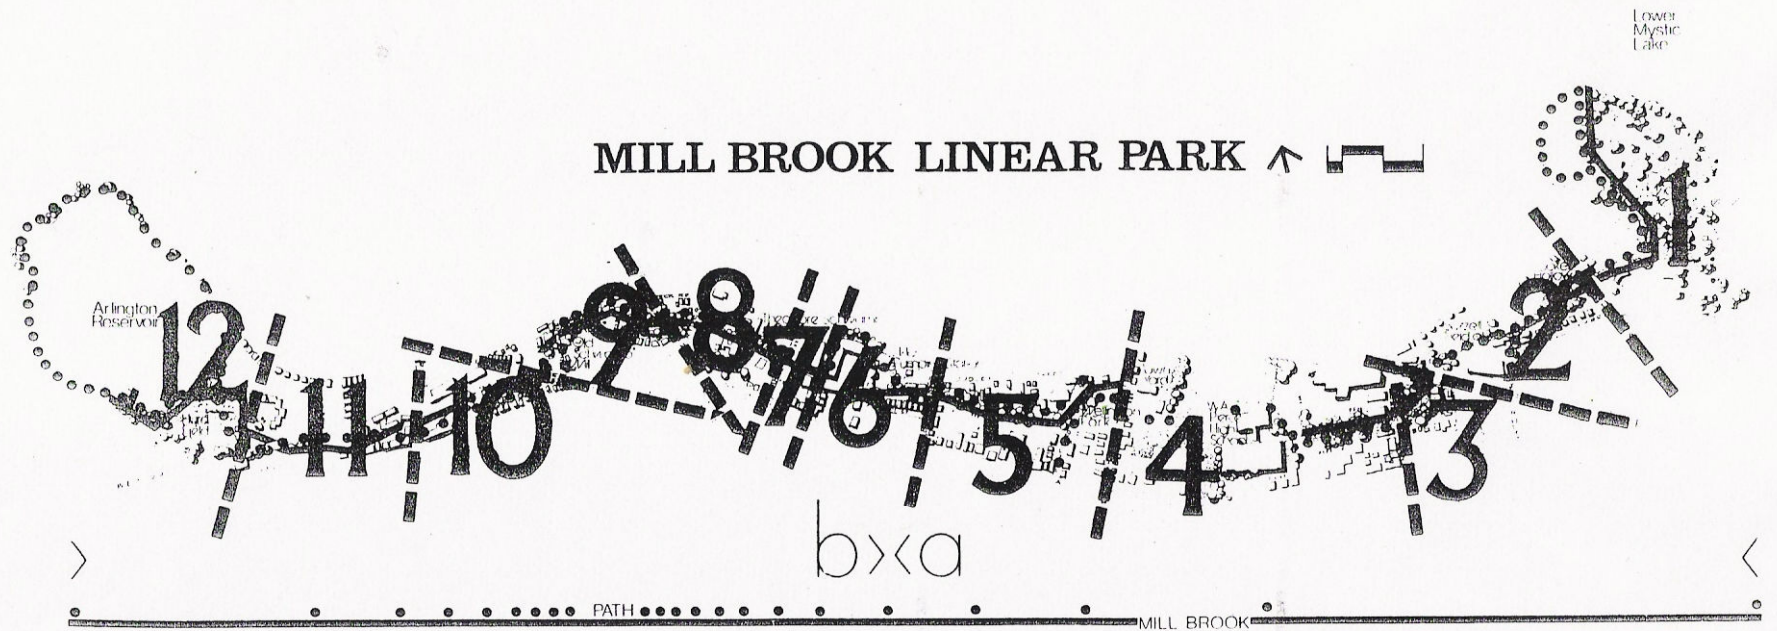 Lower
Mystic
Lake
MILL BROOK LINEAR PARK
1
2
3
4
5
6
7
8
9
10
11
12
Arlington
Reservoir
b><a
PATH
MILL BROOK